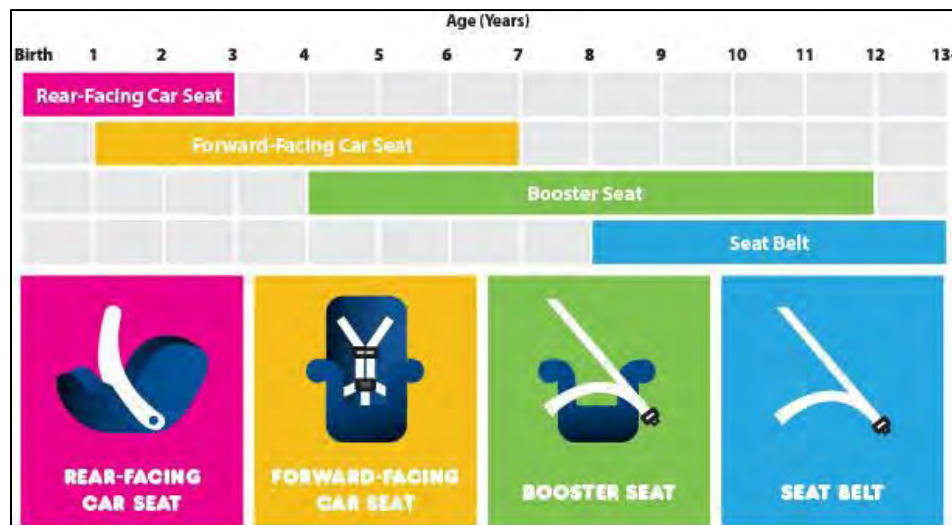 Age (Years)
Birth 1 2 3 4 5 6 7 8 9 10 11 12 13+
Rear-Facing Car Seat
Forward-Facing Car Seat
Booster Seat
Seat Belt
REAR-FACING
CAR SEAT
FORWARD-FACING
CAR SEAT
BOOSTER SEAT
SEAT BELT